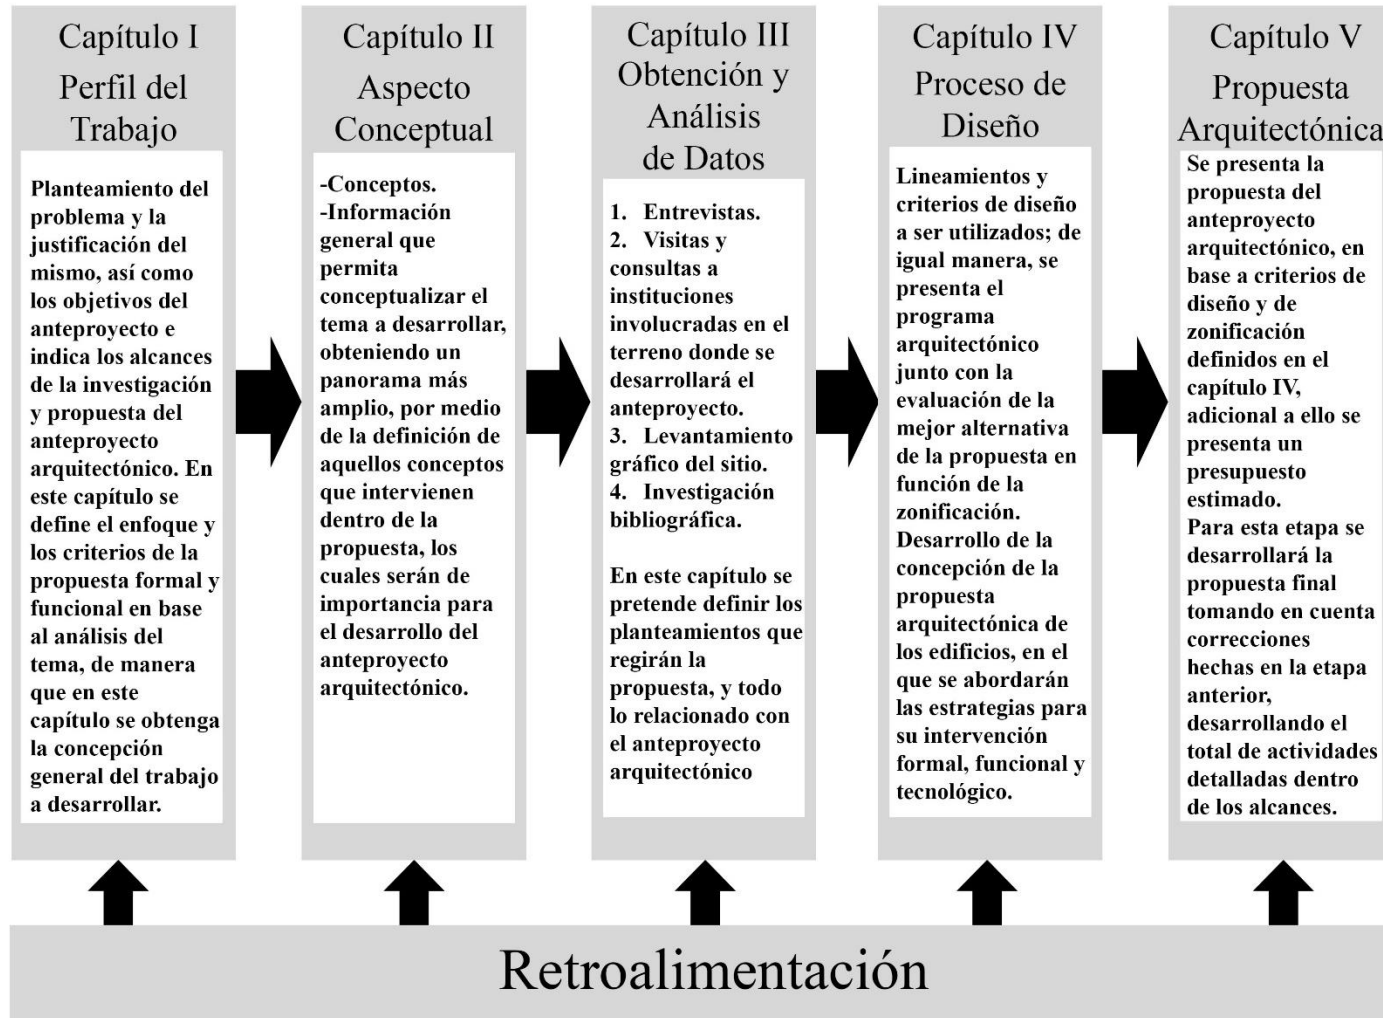 Capítulo I
Perfil del
Trabajo
Planteamiento del
problema y la
justificación del
mismo, así como
los objetivos del
anteproyecto e
indica los alcances
de la investigación
y propuesta del
anteproyecto
arquitectónico. En
este capítulo se
define el enfoque y
los criterios de la
propuesta formal y
funcional en base
al análisis del
tema, de manera
que en este
capítulo se obtenga
la concepción
general del trabajo
a desarrollar.
Capítulo II
Aspecto
Conceptual
-Conceptos.
-Información
general que
permita
conceptualizar el
tema a desarrollar,
obteniendo un
panorama más
amplio, por medio
de la definición de
aquellos conceptos
que intervienen
dentro de la
propuesta, los
cuales serán de
importancia para
el desarrollo del
anteproyecto
arquitectónico.
Capítulo III
Obtención y
Análisis
de Datos
1. Entrevistas.
2. Visitas y
consultas a
instituciones
involucradas en el
terreno donde se
desarrollará el
anteproyecto.
3. Levantamiento
gráfico del sitio.
4. Investigación
bibliográfica.
En este capítulo se
pretende definir los
planteamientos que
regirán la
propuesta, y todo
lo relacionado con
el anteproyecto
arquitectónico
Capítulo IV
Proceso de
Diseño
Lineamientos y
criterios de diseño
a ser utilizados; de
igual manera, se
presenta el
programa
arquitectónico
junto con la
evaluación de la
mejor alternativa
de la propuesta en
función de la
zonificación.
Desarrollo de la
concepción de la
propuesta
arquitectónica de
los edificios, en el
que se abordarán
las estrategias para
su intervención
formal, funcional y
tecnológico.
Capítulo V
Propuesta
Arquitectónica
Se presenta la
propuesta del
anteproyecto
arquitectónico, en
base a criterios de
diseño y de
zonificación
definidos en el
capítulo IV,
adicional a ello se
presenta un
presupuesto
estimado.
Para esta etapa se
desarrollará la
propuesta final
tomando en cuenta
correcciones
hechas en la etapa
anterior,
desarrollando el
total de actividades
detalladas dentro
de los alcances.
Retroalimentación